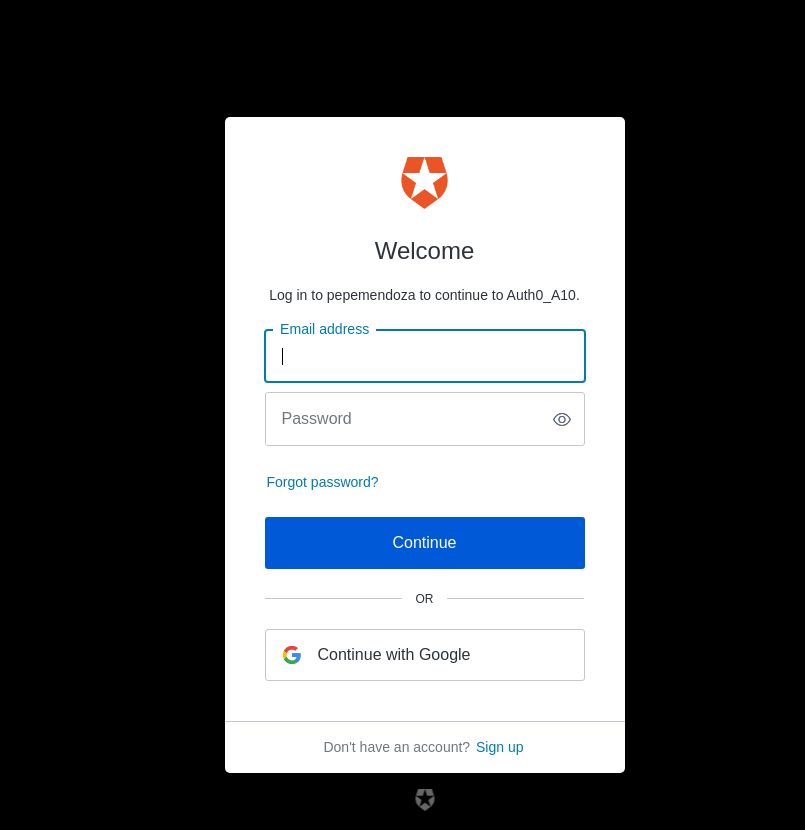 Welcome
Log in to pepemendoza to continue to Auth0_A10.
Email address
Password
Forgot password?
Continue
OR
Continue with Google
Don't have an account? Sign up